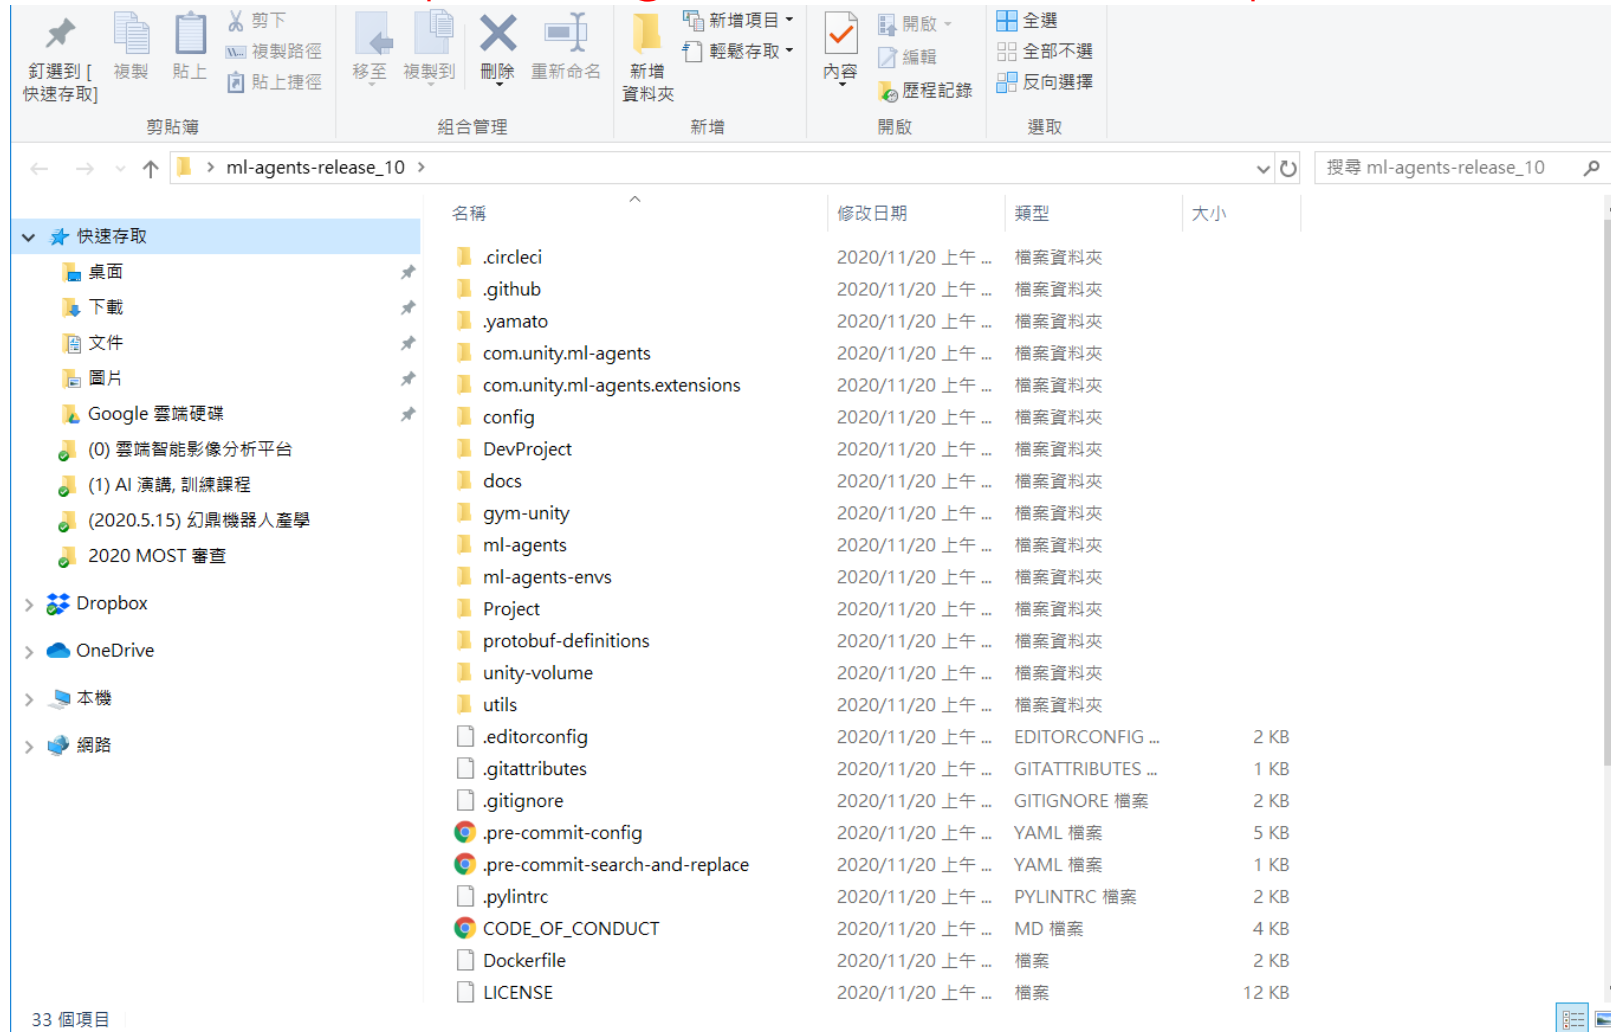 剪下
新增項目
開啟
全選
複製路徑
輕鬆存取
編輯
全部不選
釘選到 [
快速存取]
複製
貼上
貼上捷徑
移至
複製到
刪除
重新命名
新增
資料夾
內容
歷程記錄
反向選擇
剪貼簿
組合管理
新增
開啟
選取
ml-agents-release_10
搜尋 ml-agents-release_10
名稱
修改日期
類型
大小
快速存取
桌面
下載
文件
圖片
Google 雲端硬碟
(0) 雲端智能影像分析平台
(1) AI 演講, 訓練課程
(2020.5.15) 幻鼎機器人產學
2020 MOST 審查
Dropbox
OneDrive
本機
網路
.circleci 2020/11/20 上午 ... 檔案資料夾
.github 2020/11/20 上午 ... 檔案資料夾
.yamato 2020/11/20 上午 ... 檔案資料夾
com.unity.ml-agents 2020/11/20 上午 ... 檔案資料夾
com.unity.ml-agents.extensions 2020/11/20 上午 ... 檔案資料夾
config 2020/11/20 上午 ... 檔案資料夾
DevProject 2020/11/20 上午 ... 檔案資料夾
docs 2020/11/20 上午 ... 檔案資料夾
gym-unity 2020/11/20 上午 ... 檔案資料夾
ml-agents 2020/11/20 上午 ... 檔案資料夾
ml-agents-envs 2020/11/20 上午 ... 檔案資料夾
Project 2020/11/20 上午 ... 檔案資料夾
protobuf-definitions 2020/11/20 上午 ... 檔案資料夾
unity-volume 2020/11/20 上午 ... 檔案資料夾
utils 2020/11/20 上午 ... 檔案資料夾
.editorconfig 2020/11/20 上午 ... EDITORCONFIG ... 2 KB
.gitattributes 2020/11/20 上午 ... GITATTRIBUTES ... 1 KB
.gitignore 2020/11/20 上午 ... GITIGNORE 檔案 2 KB
.pre-commit-config 2020/11/20 上午 ... YAML 檔案 5 KB
.pre-commit-search-and-replace 2020/11/20 上午 ... YAML 檔案 1 KB
.pylintrc 2020/11/20 上午 ... PYLINTRC 檔案 2 KB
CODE_OF_CONDUCT 2020/11/20 上午 ... MD 檔案 4 KB
Dockerfile 2020/11/20 上午 ... 檔案 2 KB
LICENSE 2020/11/20 上午 ... 檔案 12 KB
33 個項目